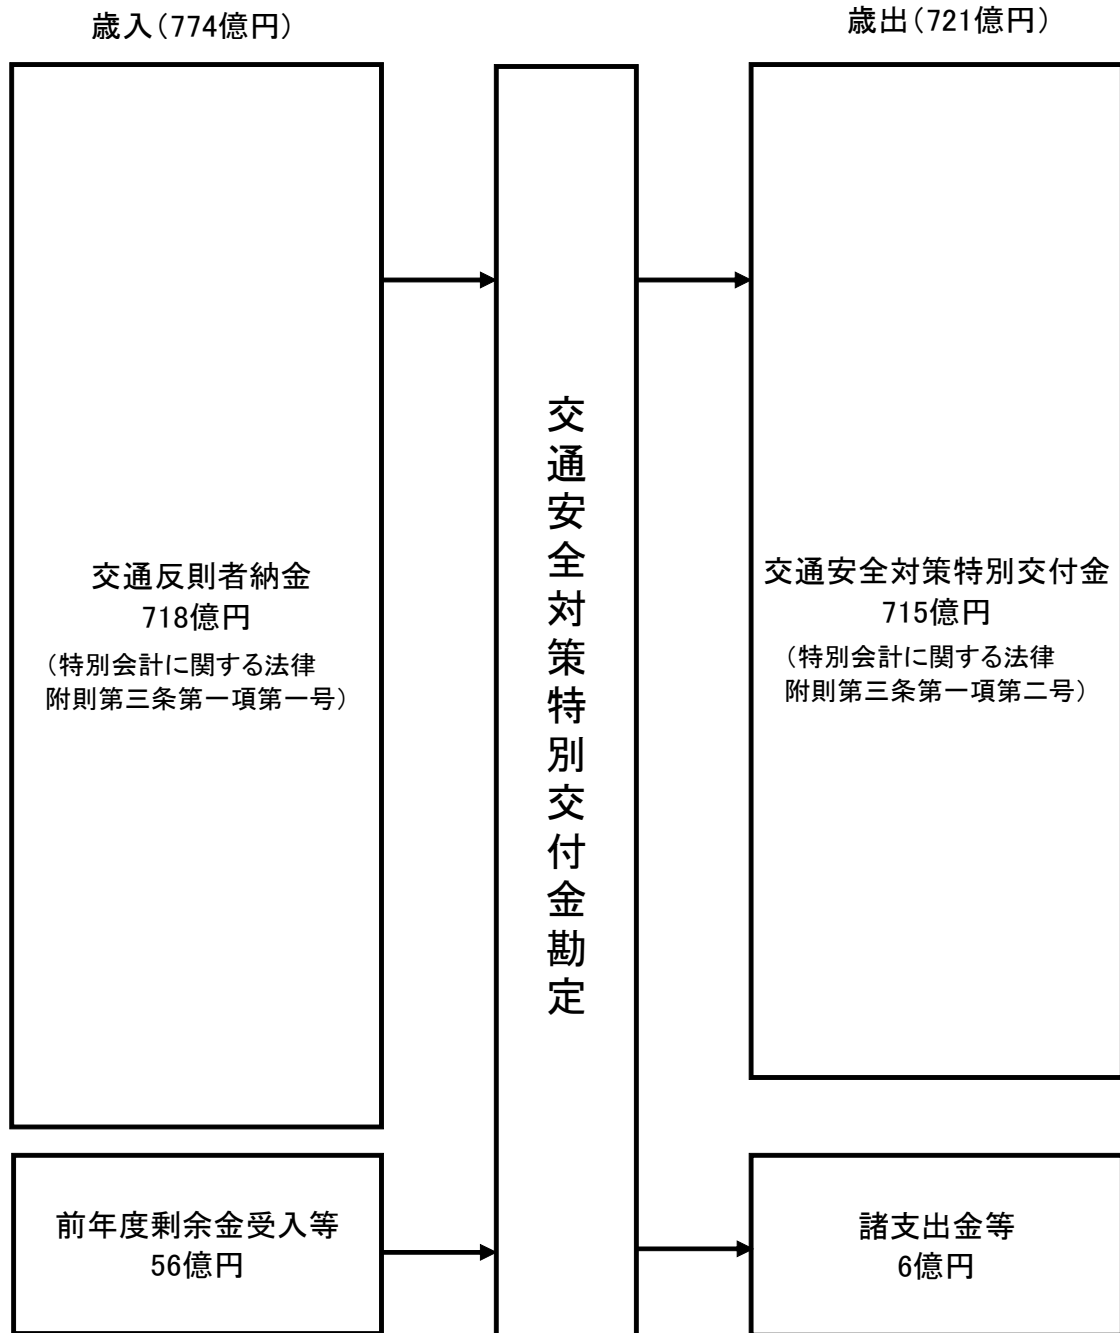 歳入（774億円）
歳出（721億円）
交通反則者納金
718億円
（特別会計に関する法律
附則第三条第一項第一号）
交通安全対策特別交付金勘定
交通安全対策特別交付金
715億円
（特別会計に関する法律
附則第三条第一項第二号）
前年度剰余金受入等
56億円
諸支出金等
6億円